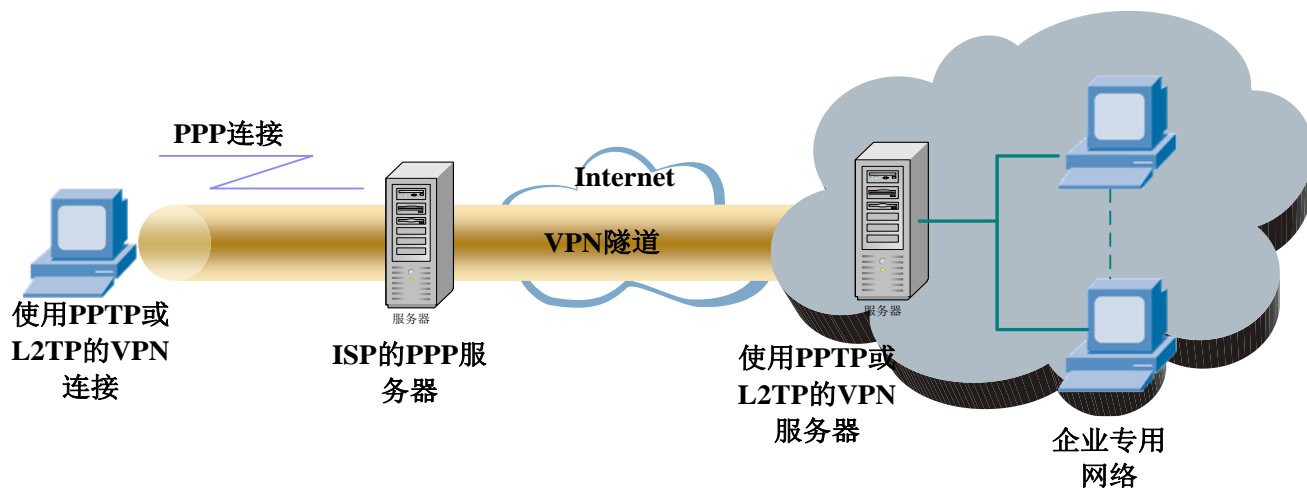 PPP连接
Internet
VPN隧道
服务器
服务器
使用PPTP或
L2TP的VPN
连接
ISP的PPP服
务器
使用PPTP或
L2TP的VPN
服务器
企业专用
网络